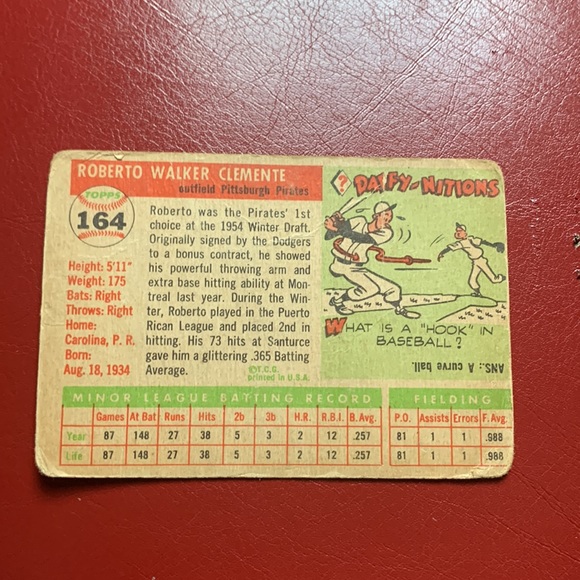 ROBERTO WALKER CLEMENTE
outfield Pittsburgh Pirates
TOPPS
164
Height: 5'11"
Weight: 175
Bats: Right
Throws: Right
Home:
Carolina, P. R.
Born:
Aug. 18, 1934
Roberto was the Pirates' 1st
choice at the 1954 Winter Draft.
Originally signed by the Dodgers
to a bonus contract, he showed
his powerful throwing arm and
extra base hitting ability at Mon-
treal last year. During the Win-
ter, Roberto played in the Puerto
Rican League and placed 2nd in
hitting. His 73 hits at Santurce
gave him a glittering .365 Batting
Average.
©T.C.G.
printed in U.S.A.
? DAFFY-NITIONS
WHAT IS A "HOOK" IN
BASEBALL?
ANS.: A curve ball.
MINOR LEAGUE BATTING RECORD FIELDING
Games At Bat Runs Hits 2b 3b H.R. R.B.I. B.Avg. P.O. Assists Errors F.Avg.
Year 87 148 27 38 5 3 2 12 .257 81 1 1 .988
Life 87 148 27 38 5 3 2 12 .257 81 1 1 .988